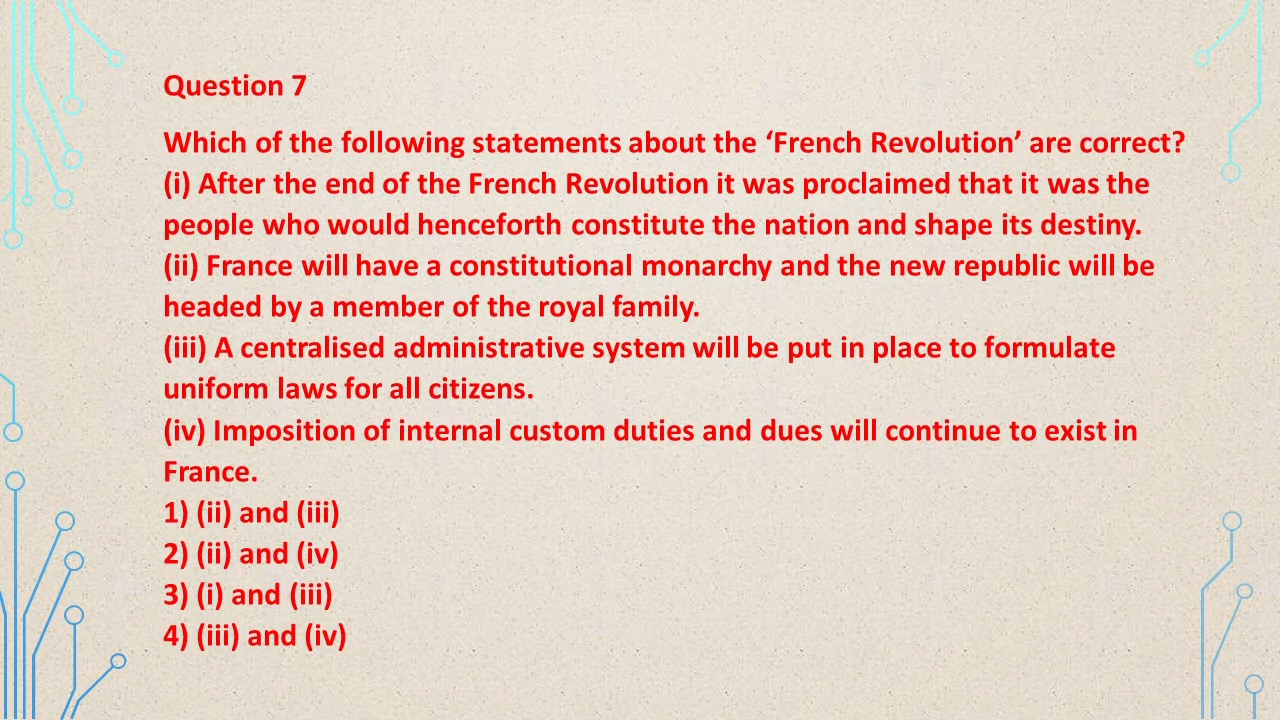 Question 7
Which of the following statements about the ‘French Revolution’ are correct?
(i) After the end of the French Revolution it was proclaimed that it was the
people who would henceforth constitute the nation and shape its destiny.
(ii) France will have a constitutional monarchy and the new republic will be
headed by a member of the royal family.
(iii) A centralised administrative system will be put in place to formulate
uniform laws for all citizens.
(iv) Imposition of internal custom duties and dues will continue to exist in
France.
1) (ii) and (iii)
2) (ii) and (iv)
3) (i) and (iii)
4) (iii) and (iv)